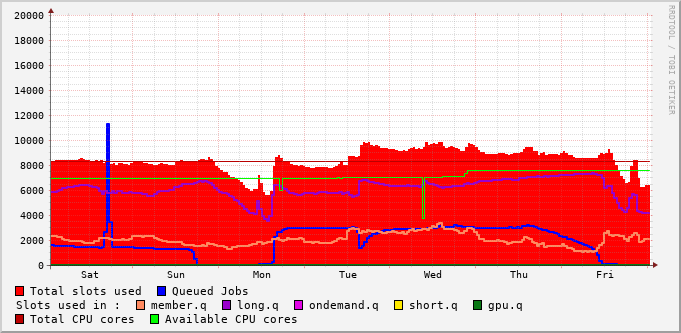 RRDTOOL / TOBI OETIKER
20000
18000
16000
14000
12000
10000
8000
6000
4000
2000
0
Sat Sun Mon Tue Wed Thu Fri
Total slots used Queued Jobs
Slots used in : member.q long.q ondemand.q short.q gpu.q
Total CPU cores Available CPU cores